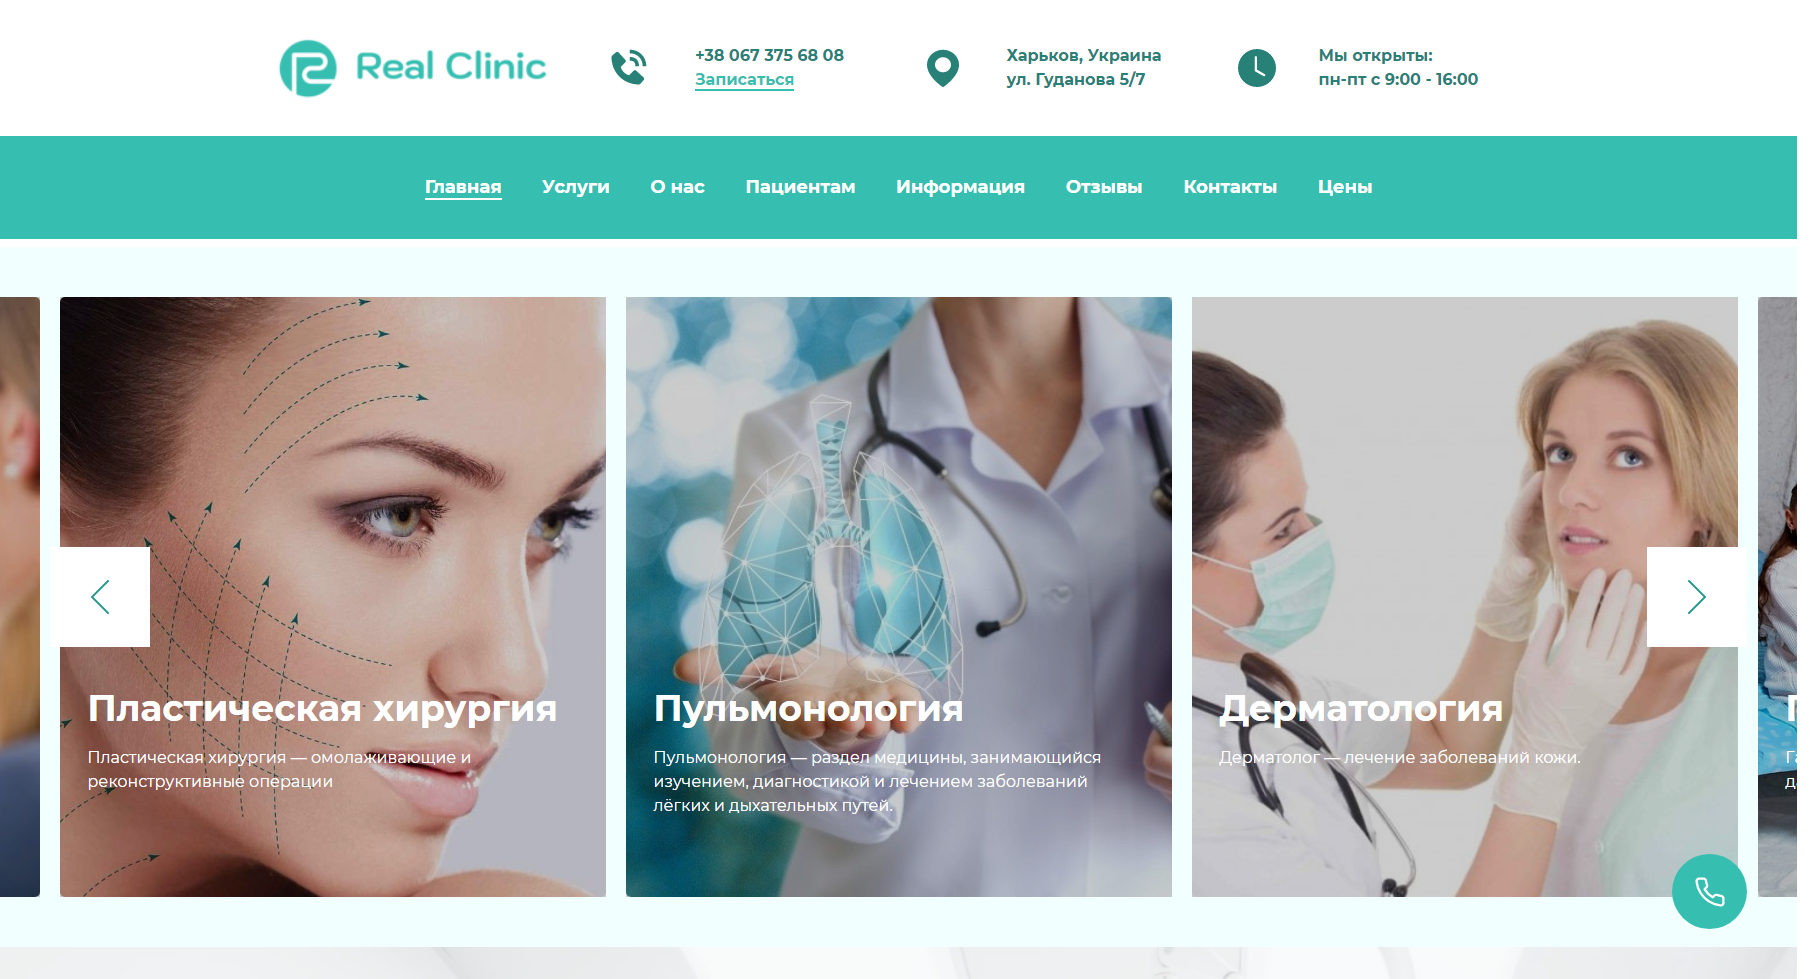 Real Clinic
+38 067 375 68 08
Записаться
Харьков, Украина
ул. Гуданова 5/7
Мы открыты:
пн-пт с 9:00 - 16:00
Главная
Услуги
О нас
Пациентам
Информация
Отзывы
Контакты
Цены
Пластическая хирургия
Пластическая хирургия — омолаживающие и
реконструктивные операции
Пульмонология
Пульмонология — раздел медицины, занимающийся
изучением, диагностикой и лечением заболеваний
лёгких и дыхательных путей.
Дерматология
Дерматолог — лечение заболеваний кожи.